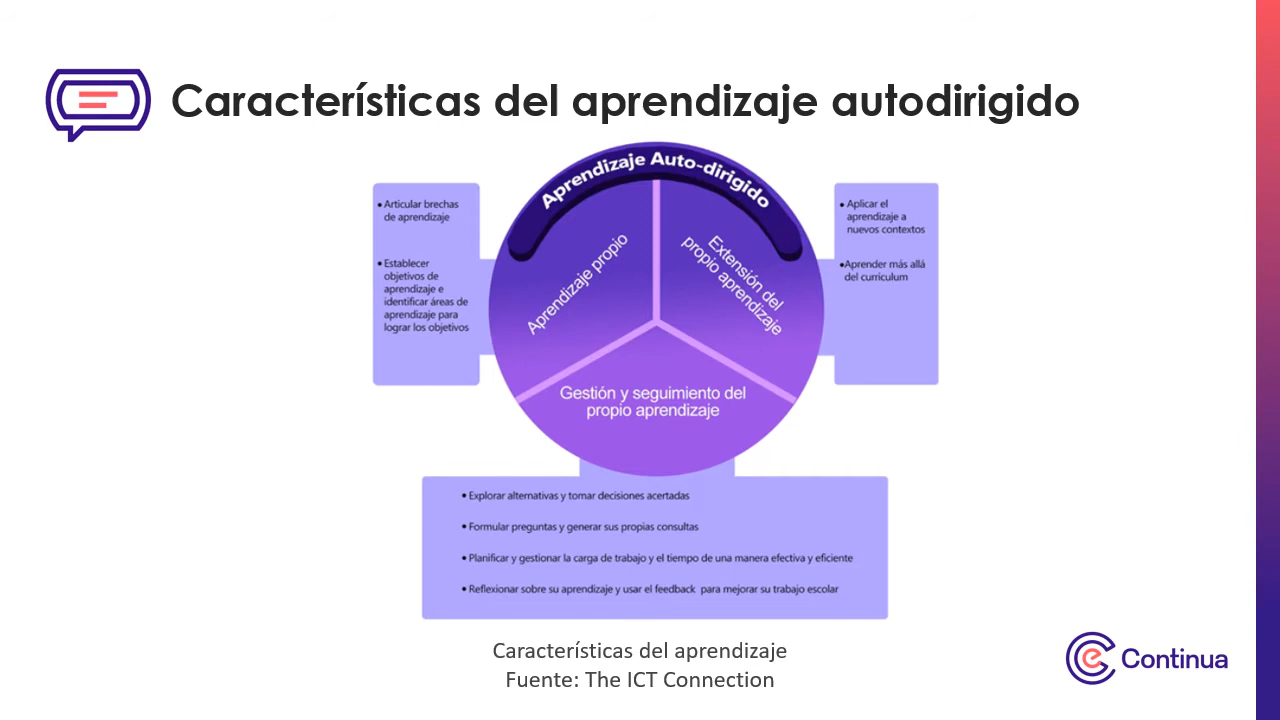 Características del aprendizaje autodirigido
Aprendizaje Auto-dirigido
• Articular brechas
de aprendizaje
• Establecer
objetivos de
aprendizaje e
identificar áreas de
aprendizaje para
lograr los objetivos
Aprendizaje propio
Extensión del
propio aprendizaje
• Aplicar el
aprendizaje a
nuevos contextos
•Aprender más allá
del curriculum
Gestión y seguimiento del
propio aprendizaje
• Explorar alternativas y tomar decisiones acertadas
• Formular preguntas y generar sus propias consultas
• Planificar y gestionar la carga de trabajo y el tiempo de una manera efectiva y eficiente
• Reflexionar sobre su aprendizaje y usar el feedback para mejorar su trabajo escolar
Características del aprendizaje
Fuente: The ICT Connection
Continua